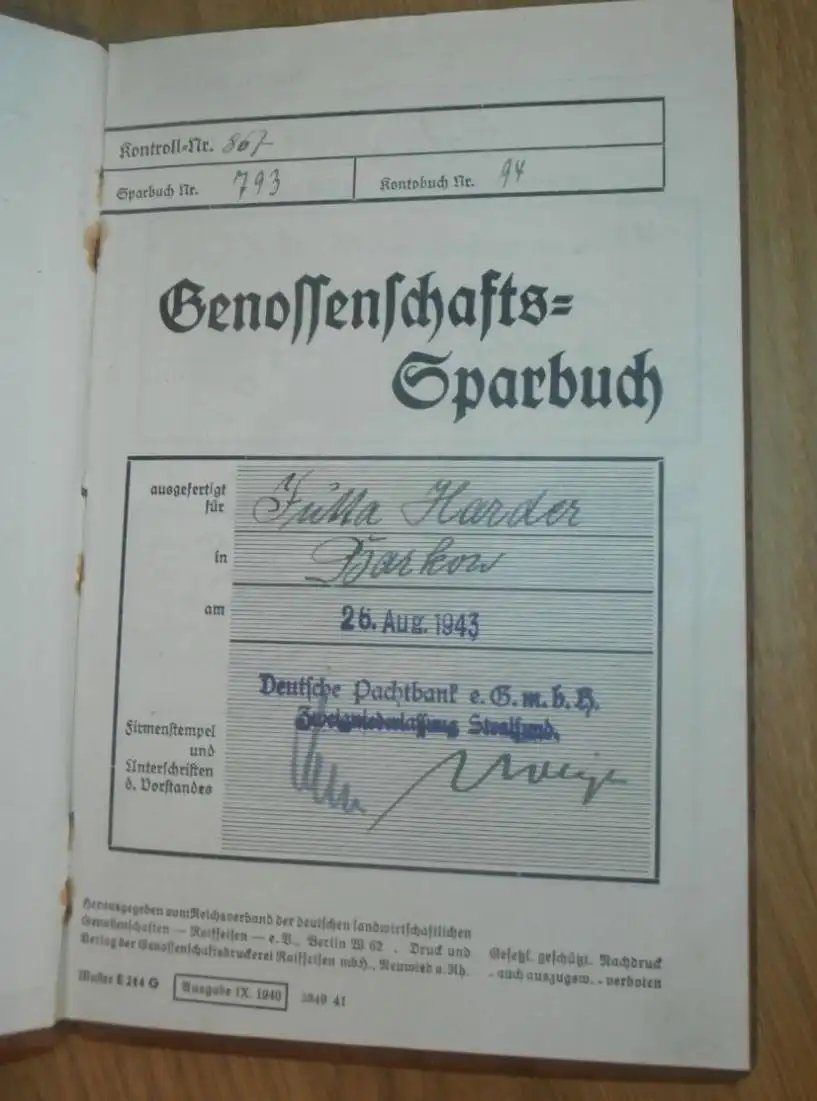 Kontroll-Nr. 867
Sparbuch Nr. 793 Kontobuch Nr. 94
Genossenschafts-
Sparbuch
ausgefertigt für Jutta Harder
in Barkow
am 26. Aug. 1943
Deutsche Pachtbank e. G. m. b. H.
Zweigniederlassung Stralsund.
Firmenstempel
und
Unterschriften
d. Vorstandes
Herausgegeben vom Reichsverband der deutschen landwirtschaftlichen
Genossenschaften — Raiffeisen — e. V., Berlin W 62 . Druck und
Verlag der Genossenschaftsdruckerei Raiffeisen mbH., Neuwied a. Rh.
Gesetzl. geschützt. Nachdruck
- auch auszugsw. - verboten
Muster E 214 G Ausgabe IX. 1940 41